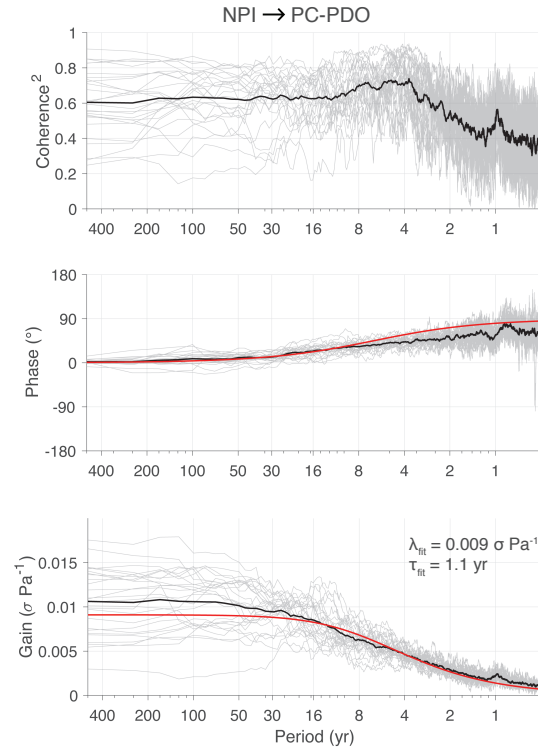 NPI → PC-PDO
1
0.8
0.6
0.4
0.2
0
Coherence²
400 200 100 50 30 16 8 4 2 1
180
90
0
-90
-180
Phase (°)
400 200 100 50 30 16 8 4 2 1
0.015
0.01
0.005
0
Gain (σ Pa⁻¹)
λfit = 0.009 σ Pa⁻¹
τfit = 1.1 yr
400 200 100 50 30 16 8 4 2 1
Period (yr)